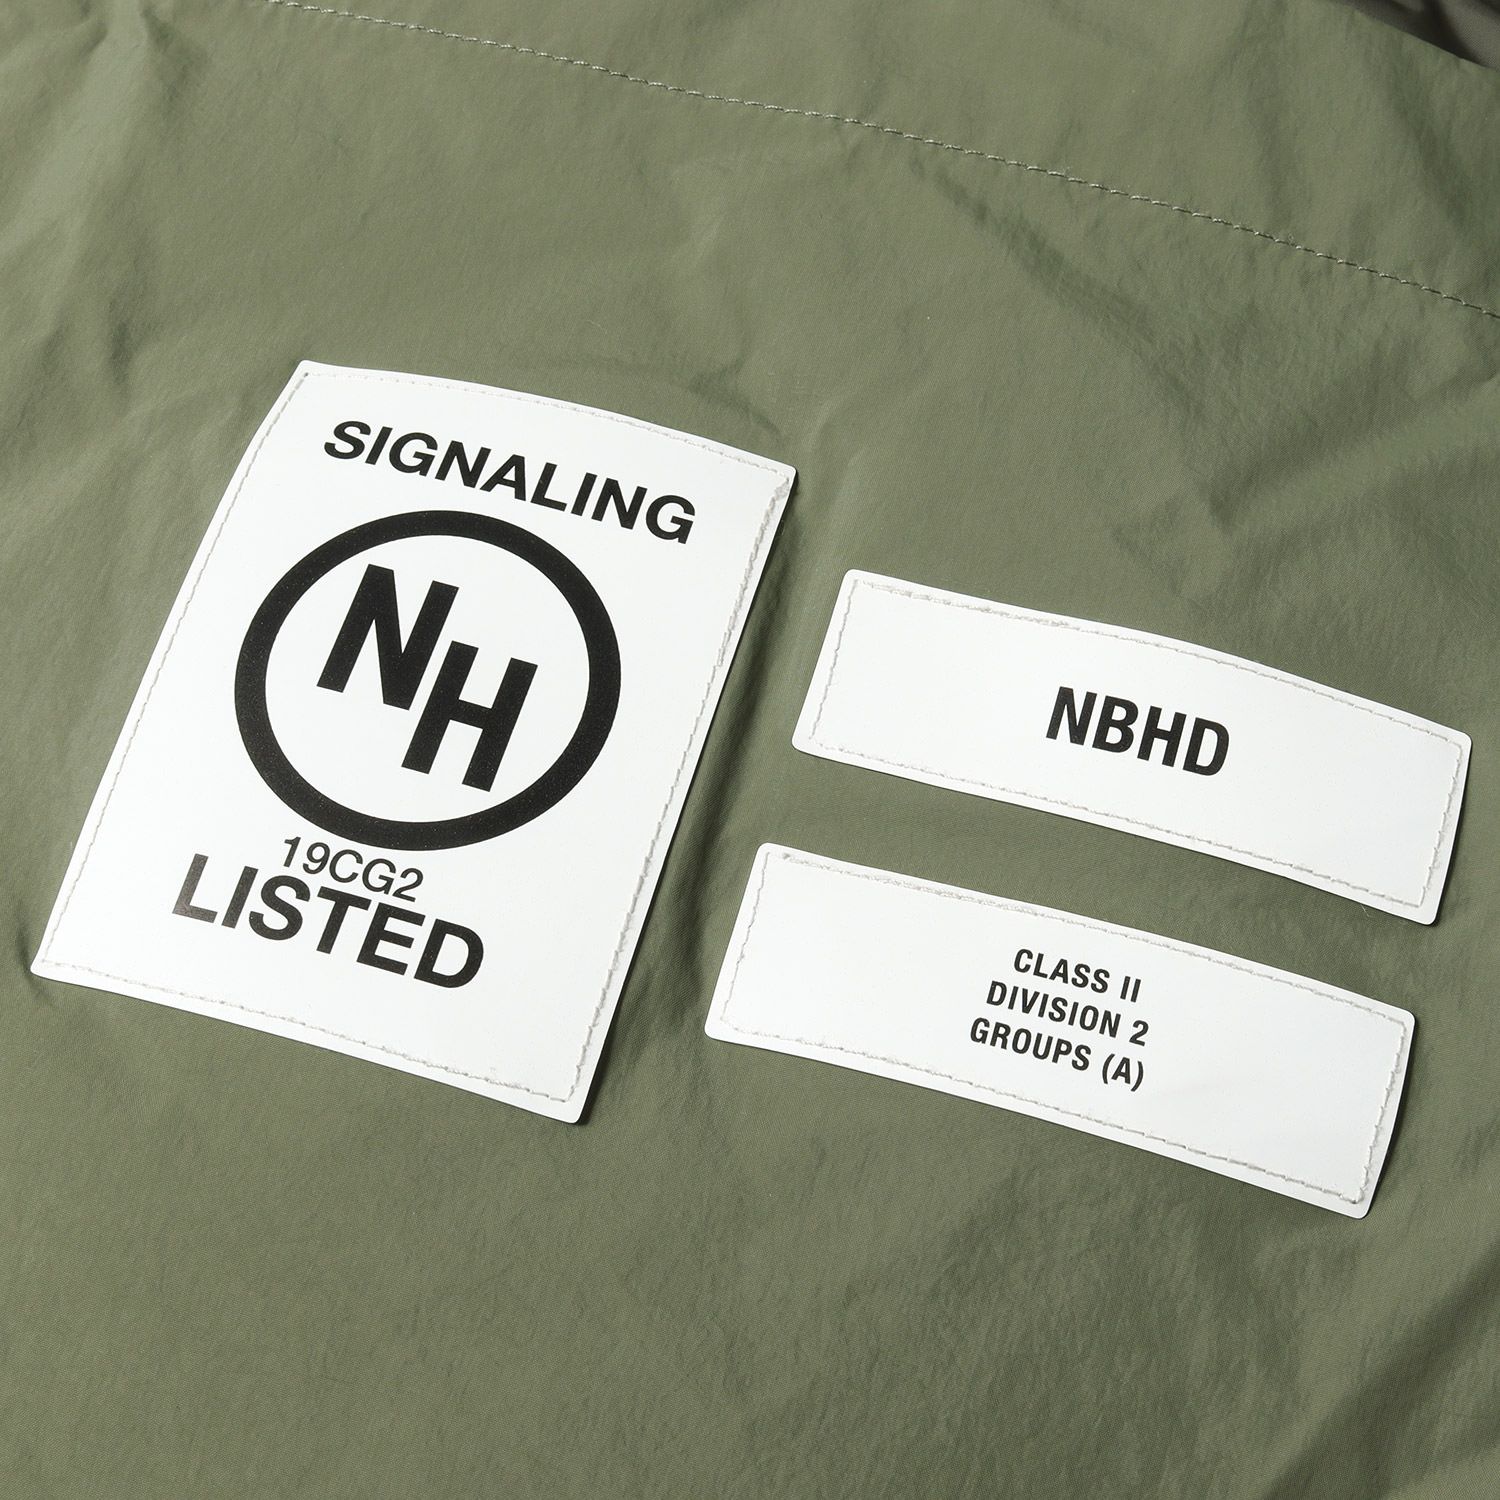 SIGNALING
NH
19CG2
LISTED
NBHD
CLASS II
DIVISION 2
GROUPS (A)